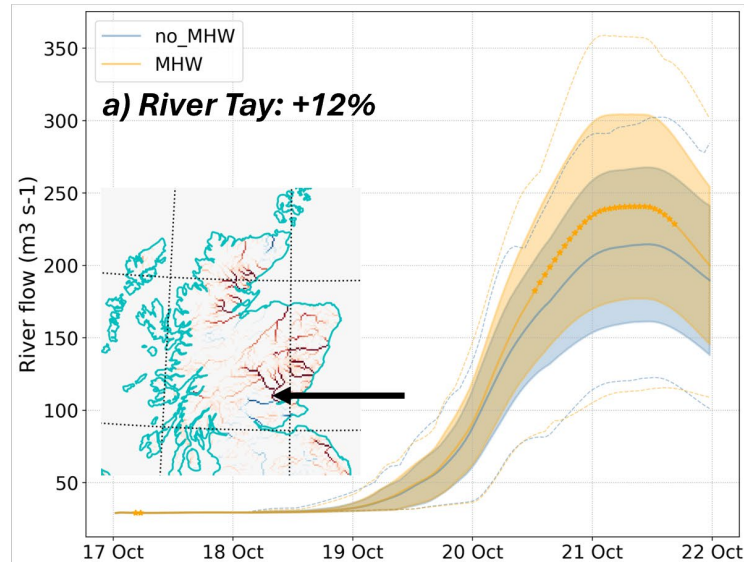 no_MHW
MHW
a) River Tay: +12%
River flow (m3 s-1)
350
300
250
200
150
100
50
17 Oct
18 Oct
19 Oct
20 Oct
21 Oct
22 Oct